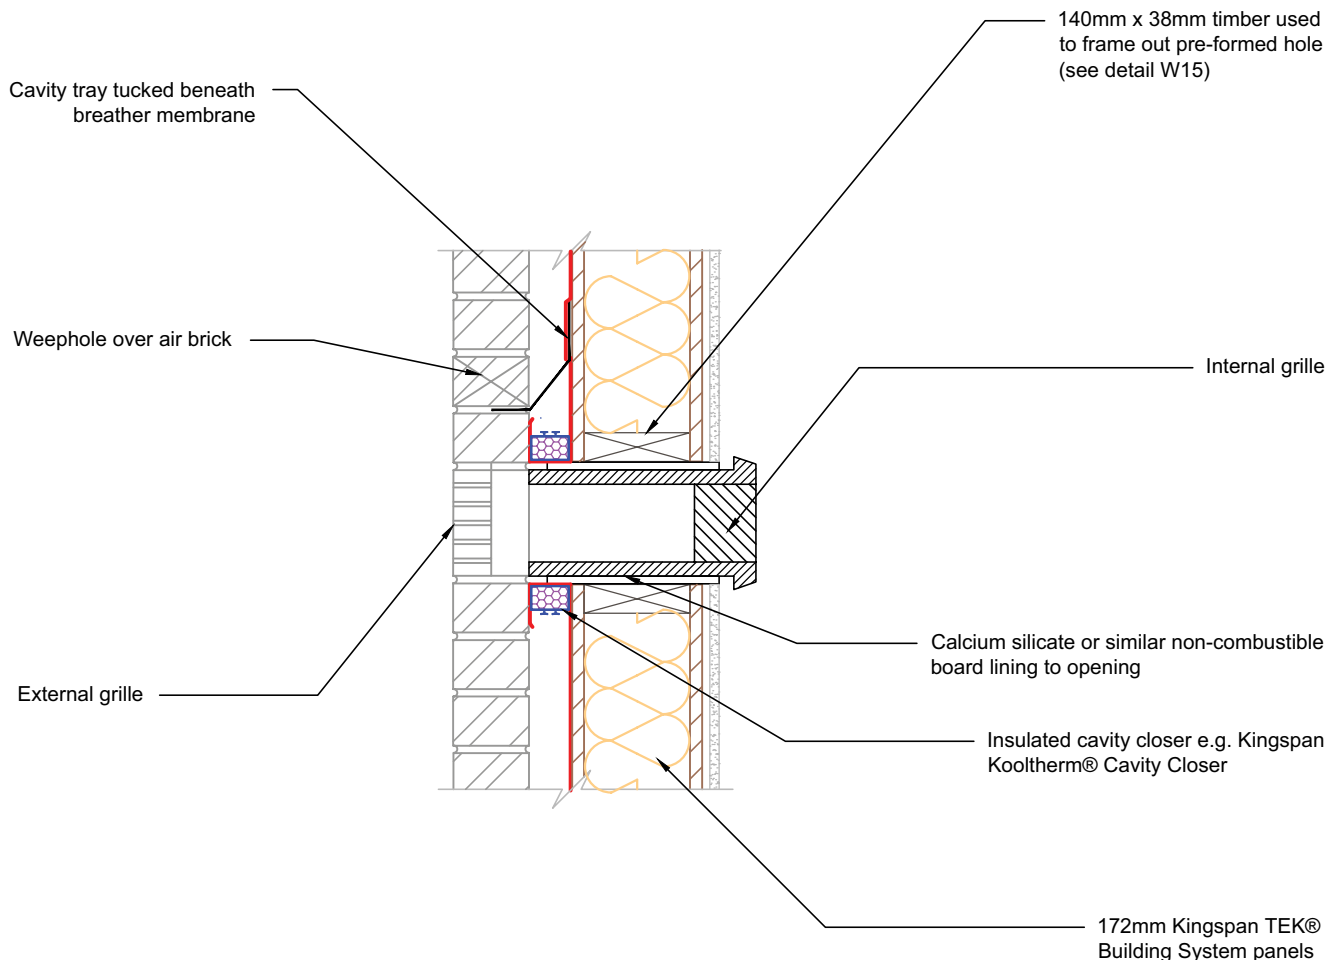 140mm x 38mm timber used
to frame out pre-formed hole
(see detail W15)
Cavity tray tucked beneath
breather membrane
Weephole over air brick
Internal grille
Calcium silicate or similar non-combustible
board lining to opening
External grille
Insulated cavity closer e.g. Kingspan
Kooltherm® Cavity Closer
172mm Kingspan TEK®
Building System panels